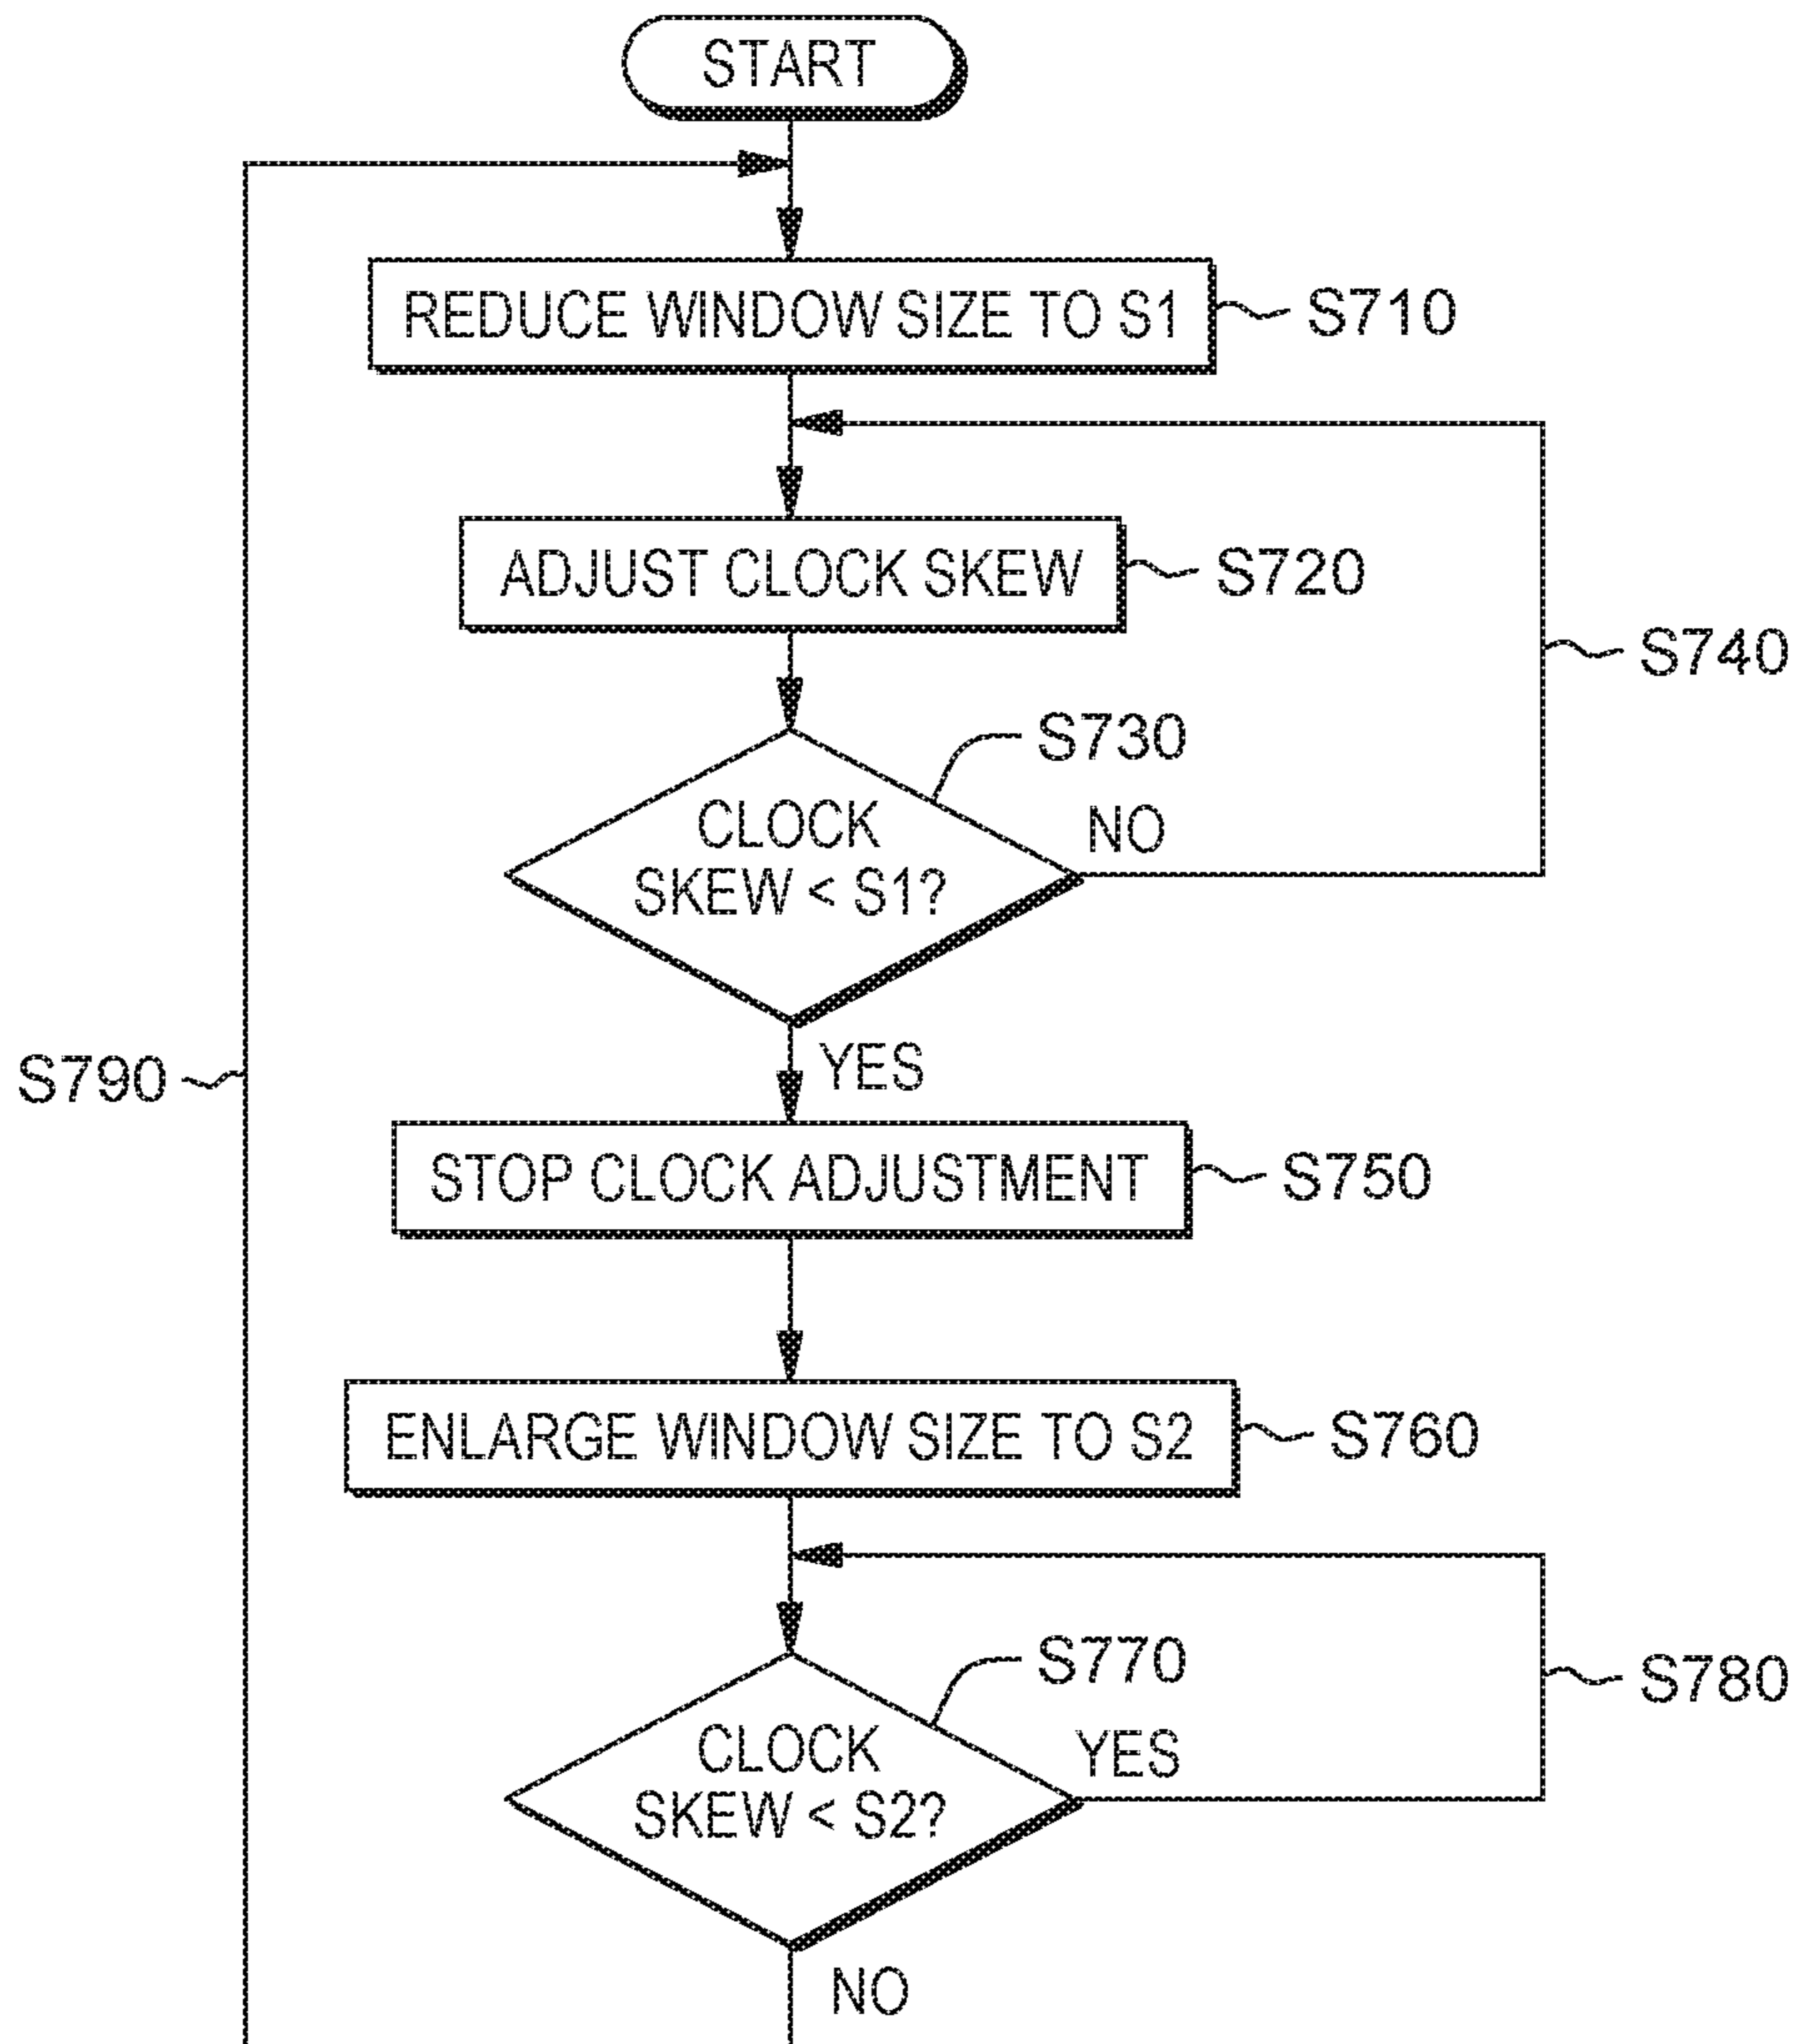 START
REDUCE WINDOW SIZE TO S1
S710
ADJUST CLOCK SKEW
S720
S740
S730
CLOCK
SKEW < S1?
NO
YES
S790
STOP CLOCK ADJUSTMENT
S750
ENLARGE WINDOW SIZE TO S2
S760
S770
S780
CLOCK
SKEW < S2?
YES
NO